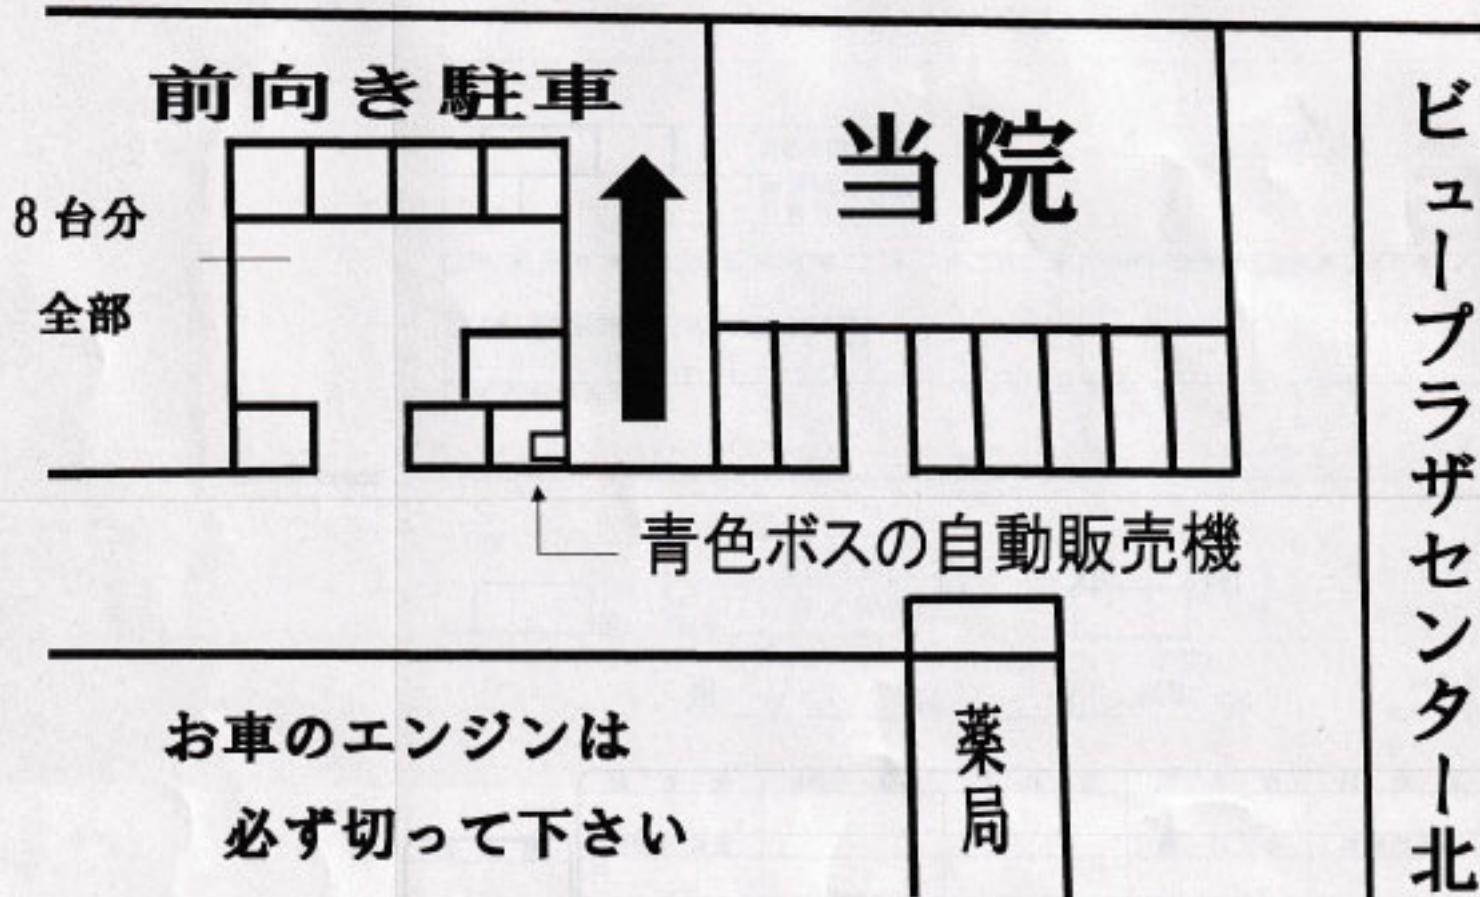 前向き駐車
当院
8台分
全部
青色ボスの自動販売機
お車のエンジンは
必ず切って下さい
薬局
ビュープラザセンター北